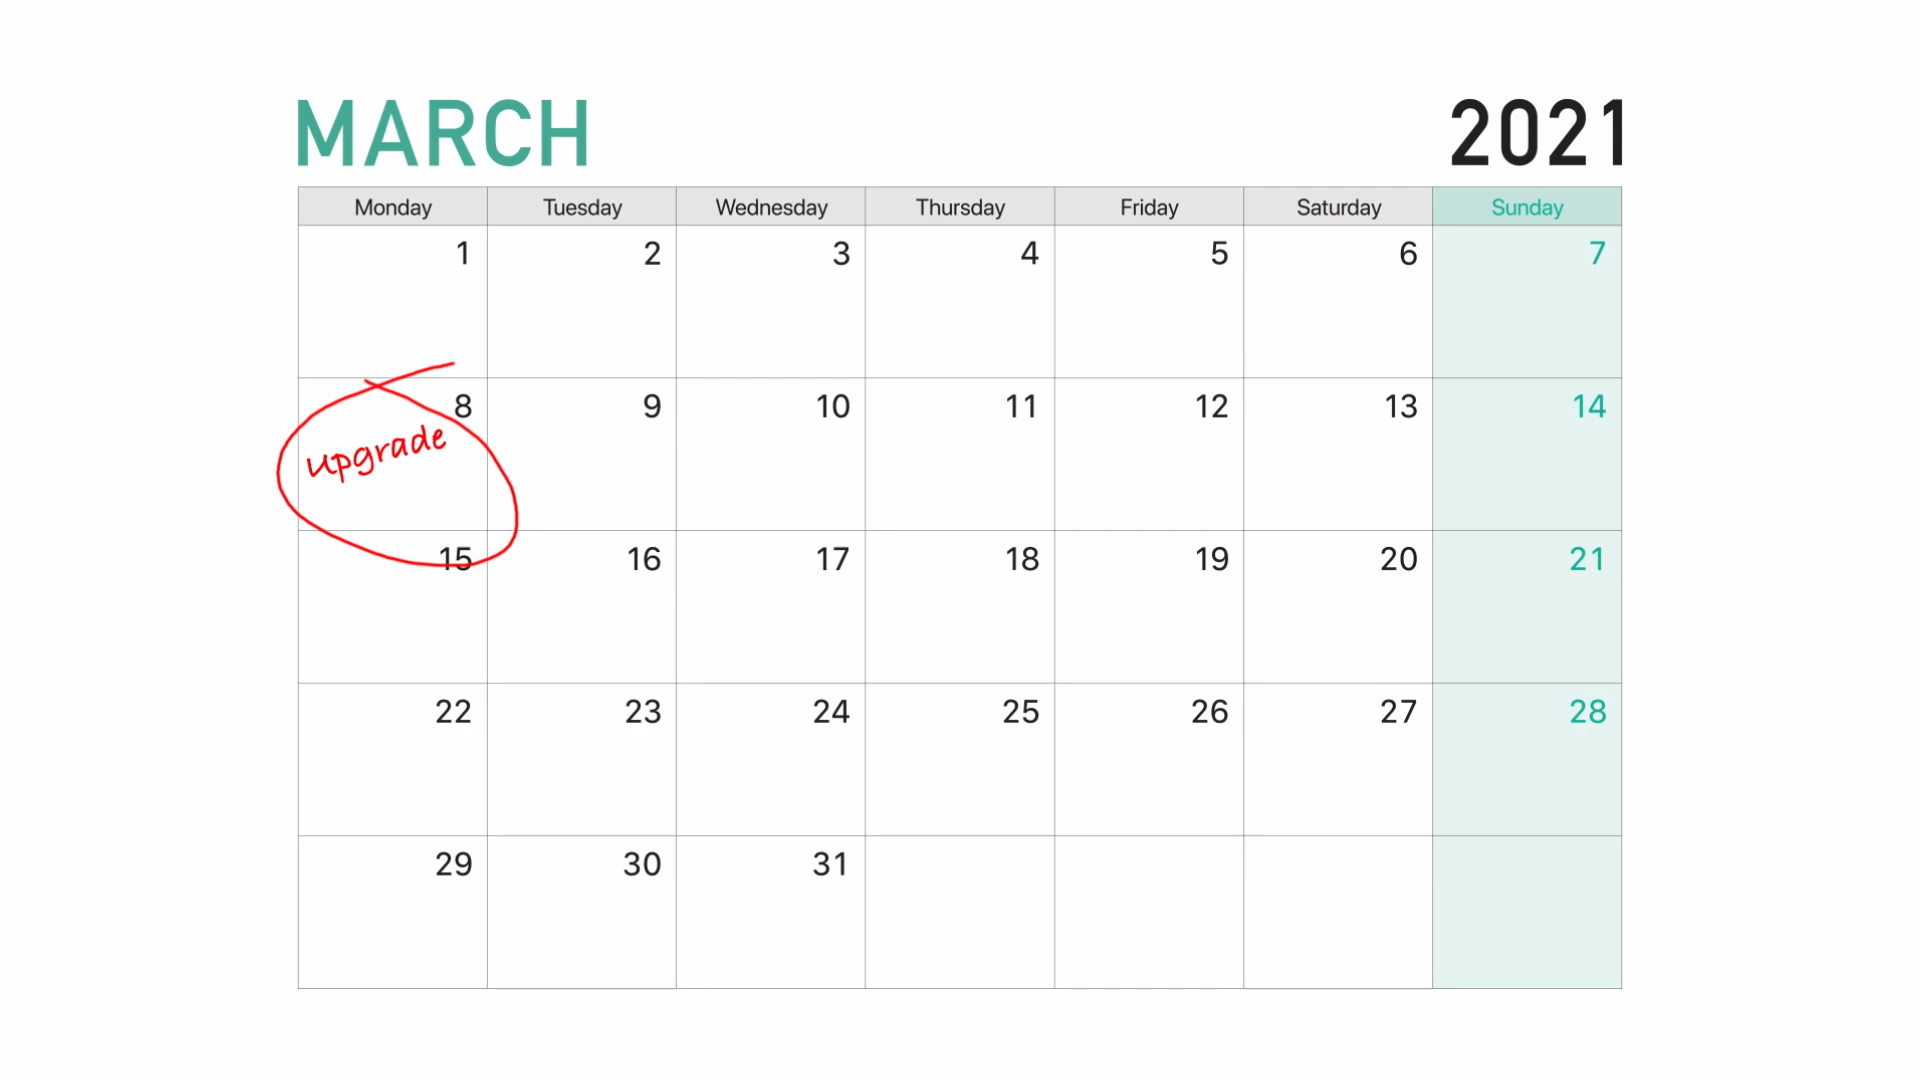 MARCH 2021
Monday Tuesday Wednesday Thursday Friday Saturday Sunday
1 2 3 4 5 6 7
8 9 10 11 12 13 14
upgrade
15 16 17 18 19 20 21
22 23 24 25 26 27 28
29 30 31